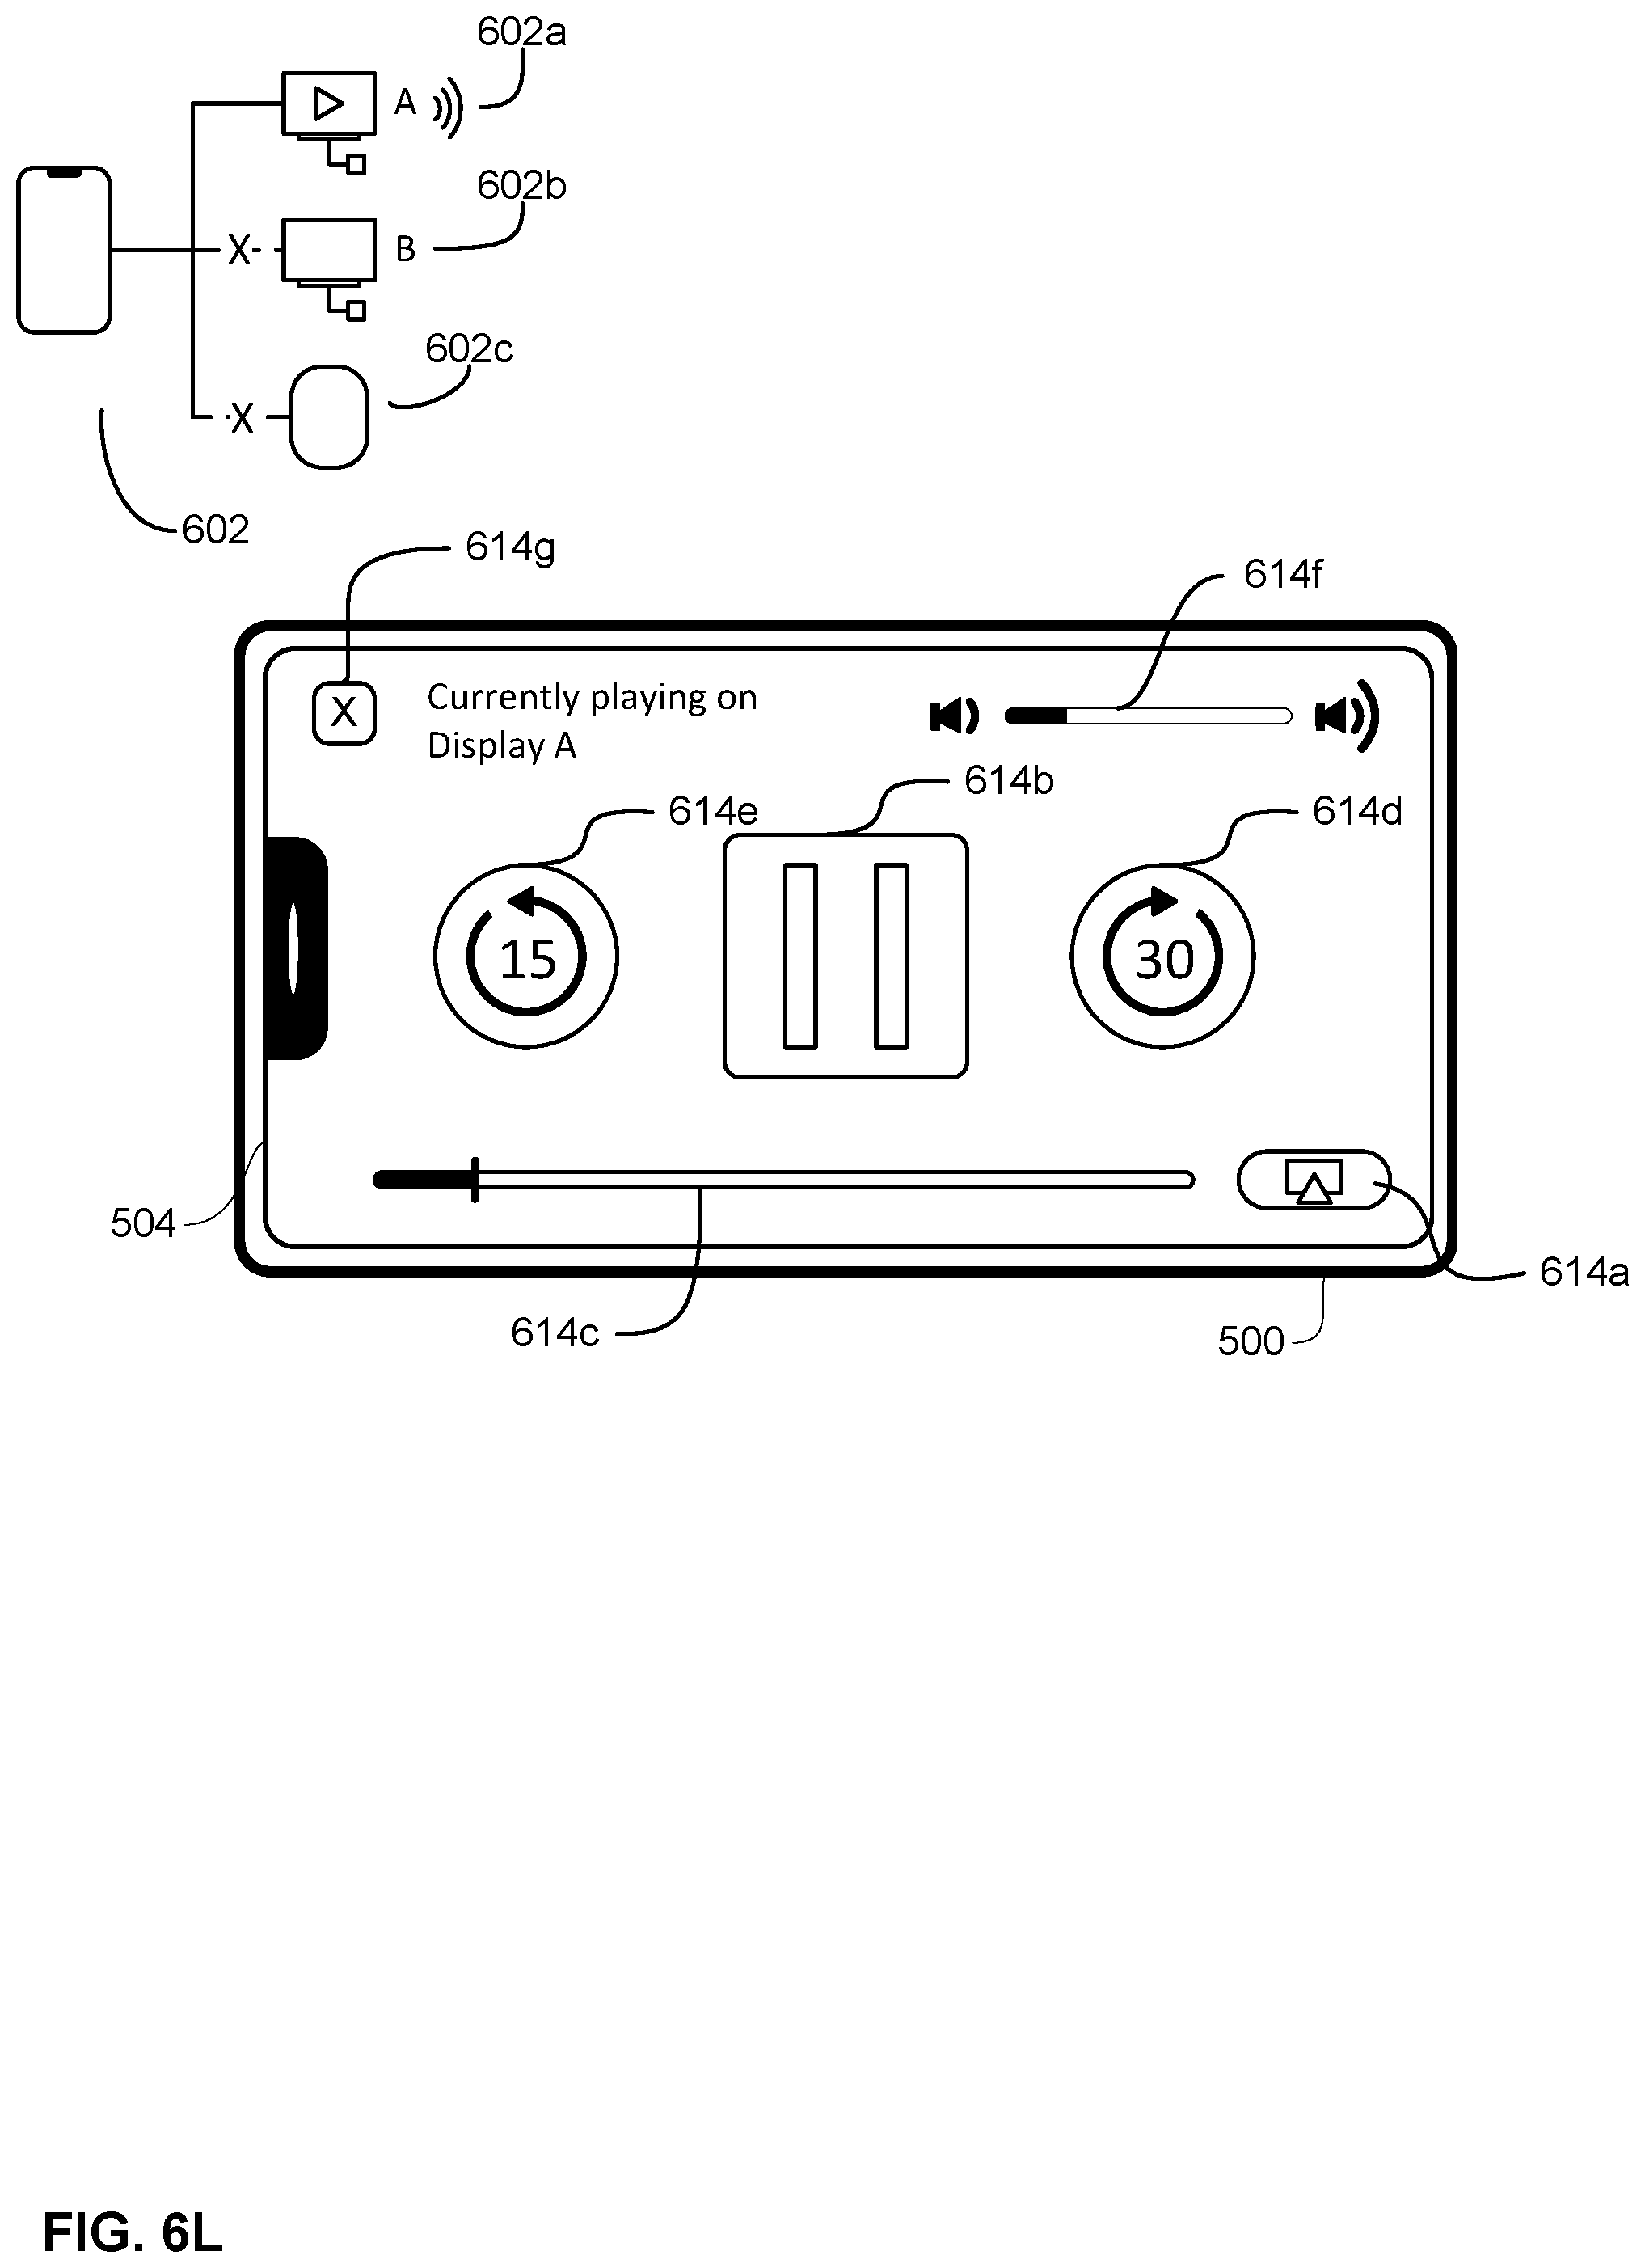 602a
A
602b
X
B
602c
X
602
614g
614f
X
Currently playing on
Display A
614b
614e
614d
15
30
504
614a
614c
500
FIG. 6L